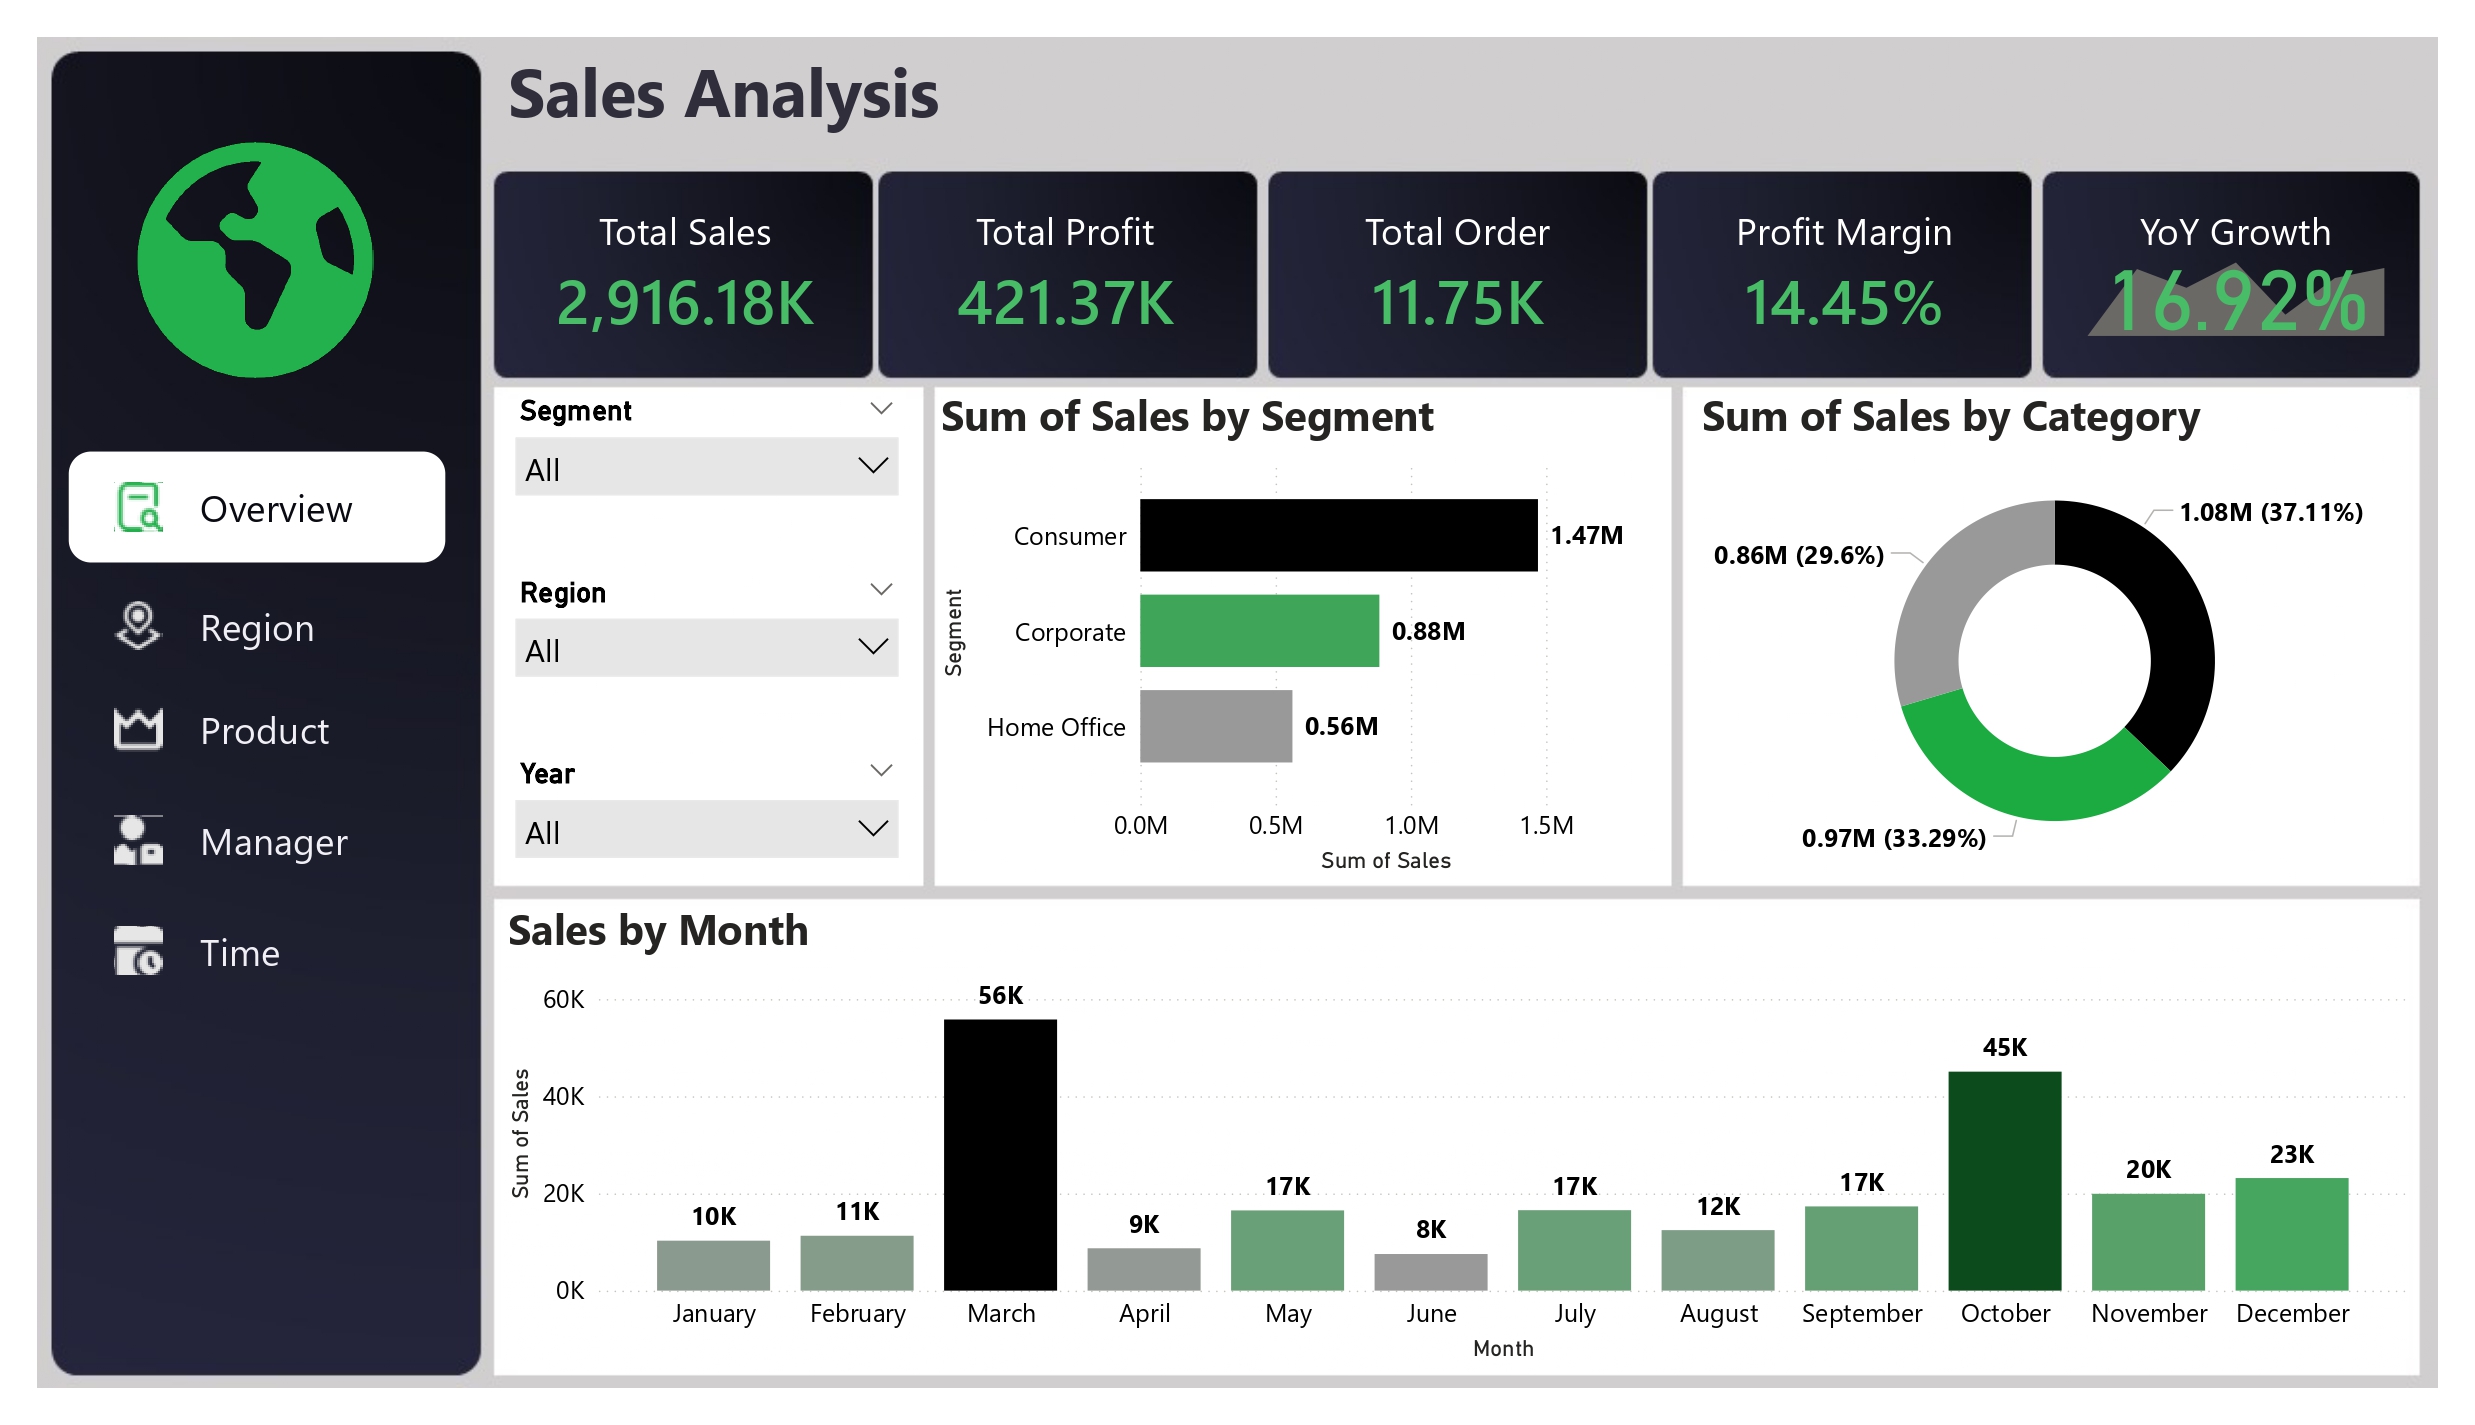 Sales Analysis
Overview
Region
Product
Manager
Time
Total Sales
2,916.18K
Total Profit
421.37K
Total Order
11.75K
Profit Margin
14.45%
YoY Growth
16.92%
Segment
All
Region
All
Year
All
Sum of Sales by Segment
Segment
Consumer
1.47M
Corporate
0.88M
Home Office
0.56M
0.0M 0.5M 1.0M 1.5M
Sum of Sales
Sum of Sales by Category
1.08M (37.11%)
0.86M (29.6%)
0.97M (33.29%)
Sales by Month
Sum of Sales
60K
40K
20K
0K
10K 11K 56K 9K 17K 8K 17K 12K 17K 45K 20K 23K
January February March April May June July August September October November December
Month